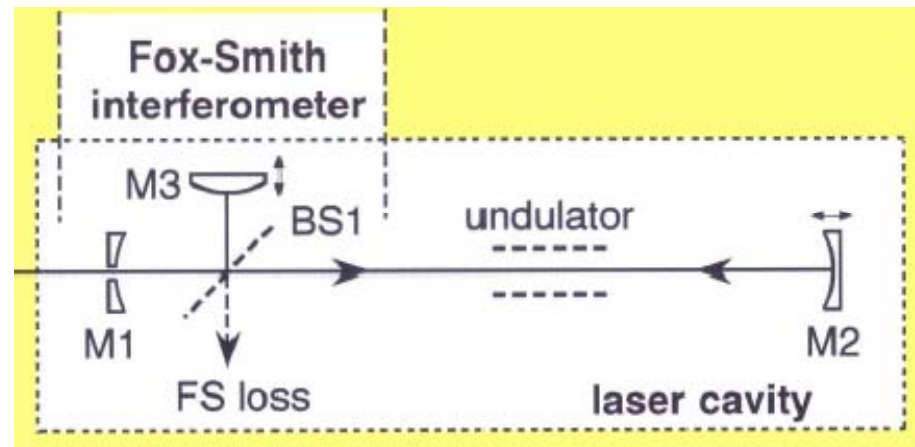 Fox-Smith
interferometer
M3
BS1
undulator
M1
M2
FS loss
laser cavity